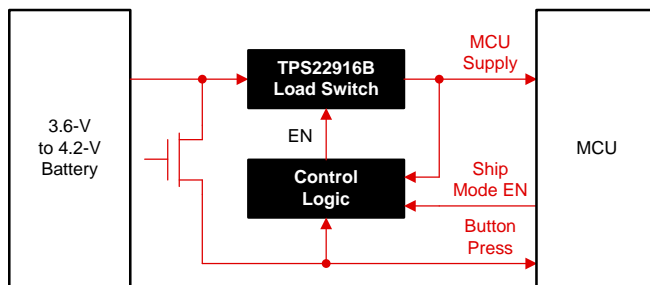 3.6-V
to 4.2-V
Battery
TPS22916B
Load Switch
EN
Control
Logic
MCU
Supply
Ship
Mode EN
Button
Press
MCU